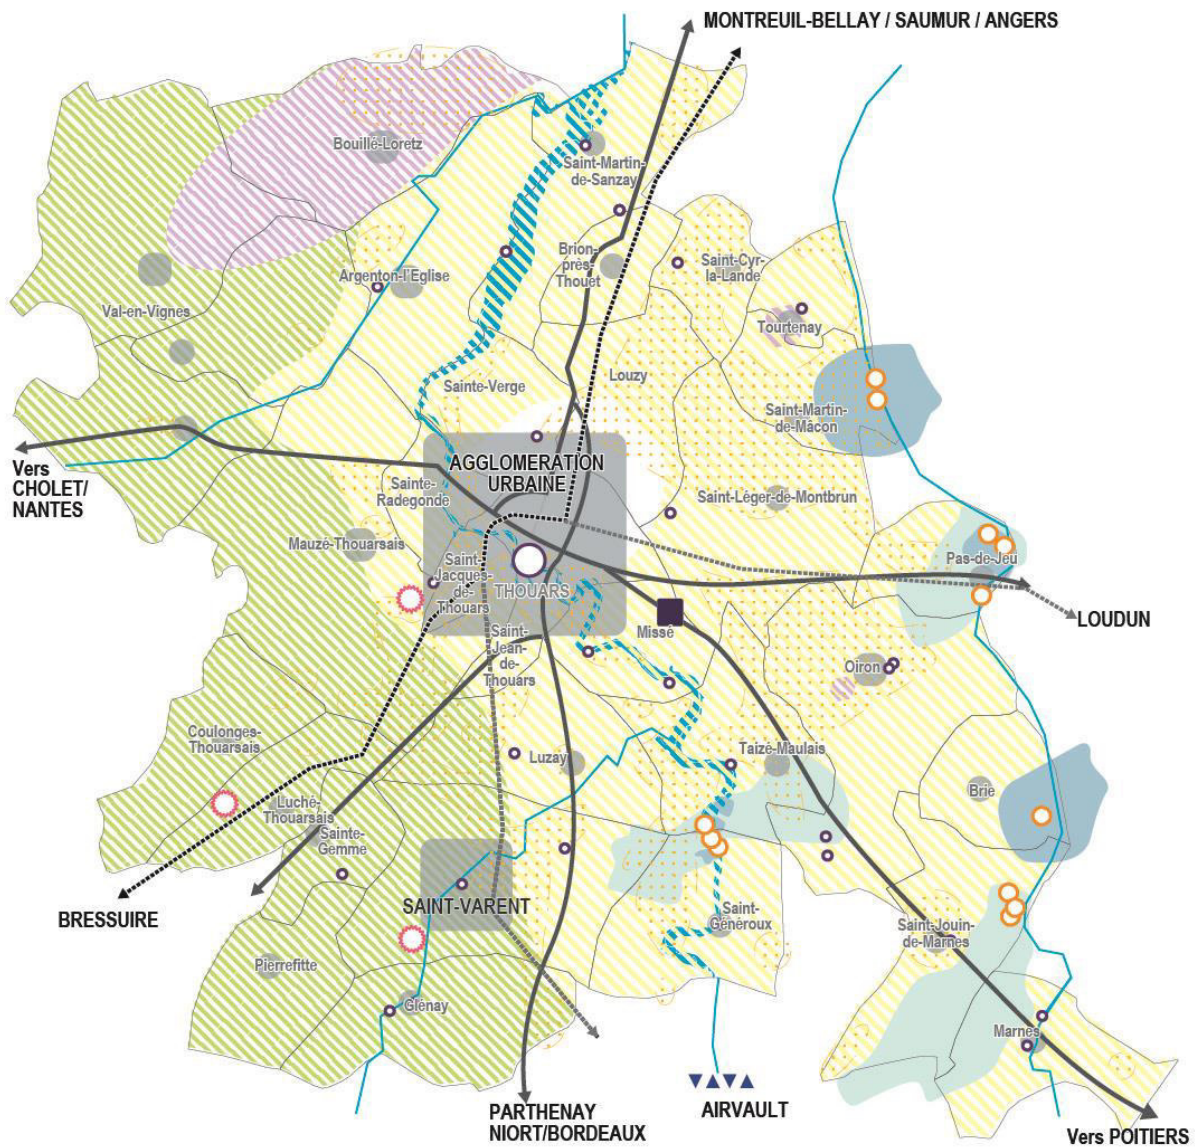 MONTREUIL-BELLAY / SAUMUR / ANGERS
Bouillé-Loretz
Saint-Martin-
de-Sanzay
Brion-
près-
Thouet
Saint-Cyr-
la-Lande
Argenton-l'Eglise
Val-en-Vignes
Tourtenay
Sainte-Verge
Louzy
Saint-Martin-
de-Mâcon
Vers
CHOLET/
NANTES
AGGLOMERATION
URBAINE
Sainte-
Radegonde
Saint-Léger-de-Montbrun
Mauzé-Thouarsais
Saint-
Jacques-
de-
Thouars
THOUARS
Pas-de-Jeu
LOUDUN
Missé
Saint-
Jean-
de-
Thouars
Oiron
Coulonges-
Thouarsais
Luzay
Taizé-Maulais
Brie
Luché-
Thouarsais
Sainte-
Gemme
BRESSUIRE
SAINT-VARENT
Saint-
Généroux
Saint-Jouin-
de-Marnes
Pierrefitte
Glénay
Marnes
PARTHENAY
NIORT/BORDEAUX
AIRVAULT
Vers POITIERS